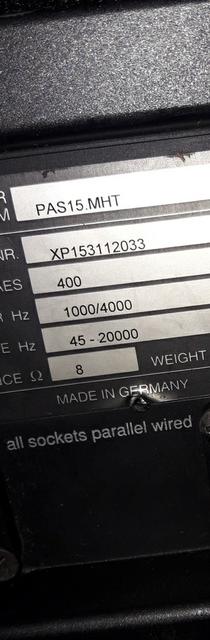 R
M PAS15.MHT
NR. XP153112033
AES 400
R Hz 1000/4000
E Hz 45 - 20000
NCE Ω 8 WEIGHT
MADE IN GERMANY
all sockets parallel wired